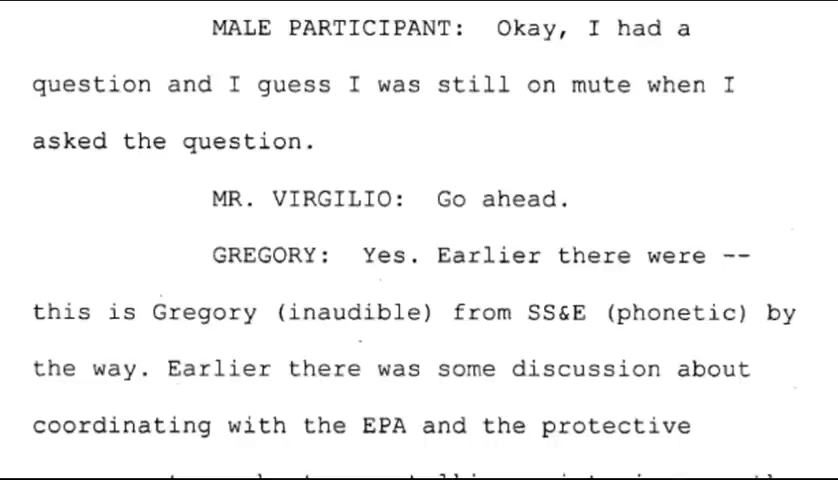 MALE PARTICIPANT: Okay, I had a
question and I guess I was still on mute when I
asked the question.
MR. VIRGILIO: Go ahead.
GREGORY: Yes. Earlier there were --
this is Gregory (inaudible) from SS&E (phonetic) by
the way. Earlier there was some discussion about
coordinating with the EPA and the protective